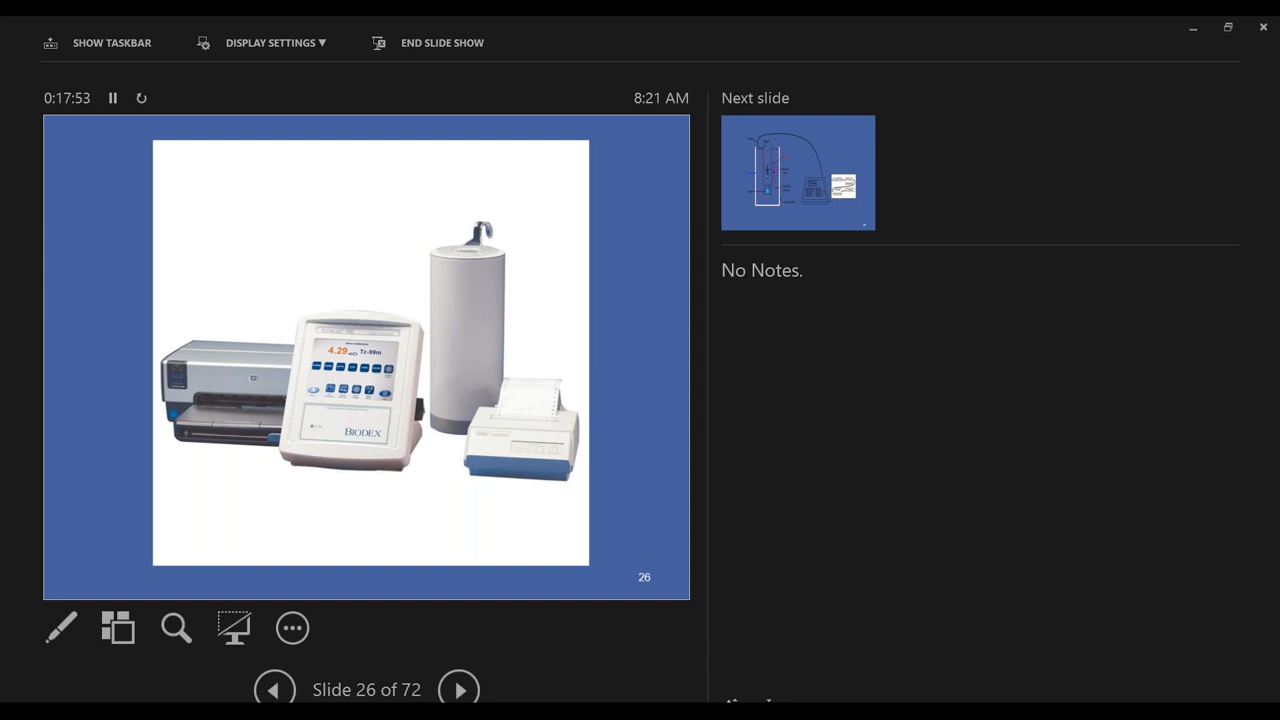 SHOW TASKBAR
DISPLAY SETTINGS ▼
END SLIDE SHOW
0:17:53
8:21 AM
Next slide
4.29 mCi Tc-99m
BIODEX
26
No Notes.
Slide 26 of 72